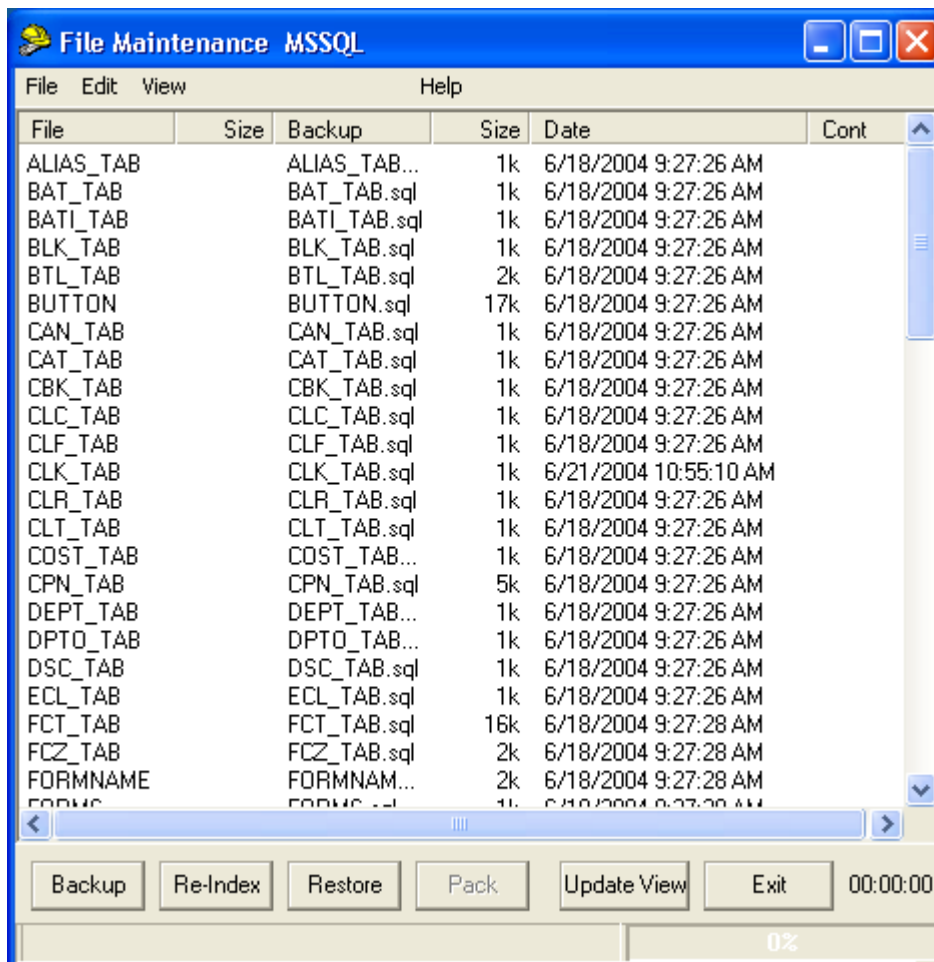 File Maintenance MSSQL
File Edit View Help
File Size Backup Size Date Cont
ALIAS_TAB ALIAS_TAB... 1k 6/18/2004 9:27:26 AM
BAT_TAB BAT_TAB.sql 1k 6/18/2004 9:27:26 AM
BATI_TAB BATI_TAB.sql 1k 6/18/2004 9:27:26 AM
BLK_TAB BLK_TAB.sql 1k 6/18/2004 9:27:26 AM
BTL_TAB BTL_TAB.sql 2k 6/18/2004 9:27:26 AM
BUTTON BUTTON.sql 17k 6/18/2004 9:27:26 AM
CAN_TAB CAN_TAB.sql 1k 6/18/2004 9:27:26 AM
CAT_TAB CAT_TAB.sql 1k 6/18/2004 9:27:26 AM
CBK_TAB CBK_TAB.sql 1k 6/18/2004 9:27:26 AM
CLC_TAB CLC_TAB.sql 1k 6/18/2004 9:27:26 AM
CLF_TAB CLF_TAB.sql 1k 6/18/2004 9:27:26 AM
CLK_TAB CLK_TAB.sql 1k 6/21/2004 10:55:10 AM
CLR_TAB CLR_TAB.sql 1k 6/18/2004 9:27:26 AM
CLT_TAB CLT_TAB.sql 1k 6/18/2004 9:27:26 AM
COST_TAB COST_TAB... 1k 6/18/2004 9:27:26 AM
CPN_TAB CPN_TAB.sql 5k 6/18/2004 9:27:26 AM
DEPT_TAB DEPT_TAB... 1k 6/18/2004 9:27:26 AM
DPTO_TAB DPTO_TAB... 1k 6/18/2004 9:27:26 AM
DSC_TAB DSC_TAB.sql 1k 6/18/2004 9:27:26 AM
ECL_TAB ECL_TAB.sql 1k 6/18/2004 9:27:26 AM
FCT_TAB FCT_TAB.sql 16k 6/18/2004 9:27:28 AM
FCZ_TAB FCZ_TAB.sql 2k 6/18/2004 9:27:28 AM
FORMNAME FORMNAM... 2k 6/18/2004 9:27:28 AM
FORMS FORMS.sql 1k 6/18/2004 9:27:28 AM
Backup Re-Index Restore Pack Update View Exit 00:00:00
0%